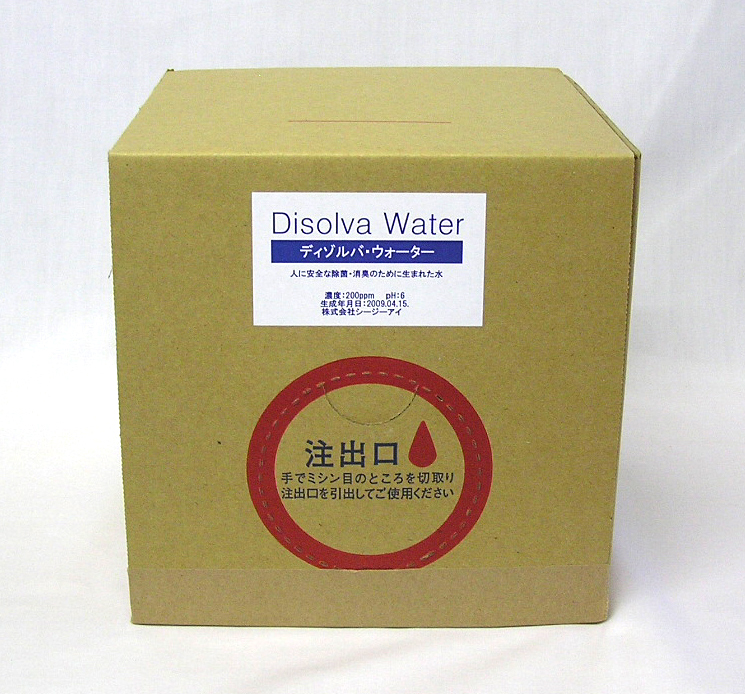 Disolva Water
ディゾルバ・ウォーター
人に安全な除菌・消臭のために生まれた水
濃度：200ppm　pH：6
生成年月日：2009.04.15.
株式会社シージーアイ
注出口
手でミシン目のところを切取り
注出口を引出してご使用ください